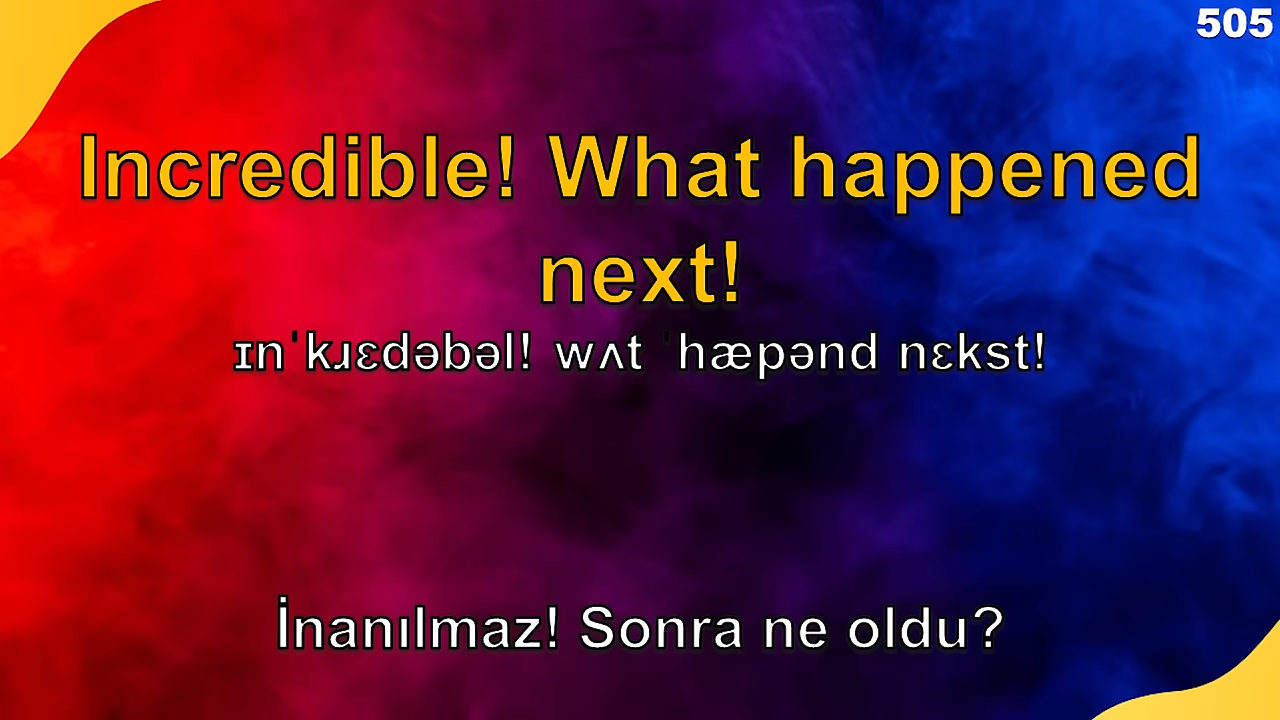 505
Incredible! What happened
next!
ɪnˈkɹɛdəbəl! wʌt ˈhæpənd nɛkst!
İnanılmaz! Sonra ne oldu?